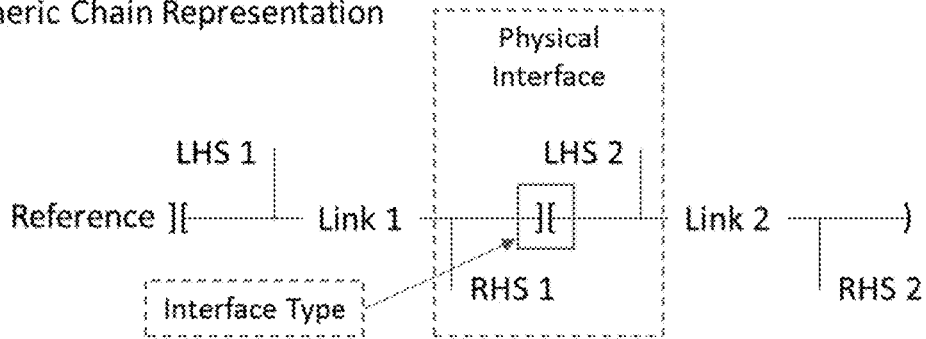 neric Chain Representation
Physical
Interface
LHS 1
LHS 2
Reference ][
Link 1
][
Link 2
)
RHS 1
RHS 2
Interface Type